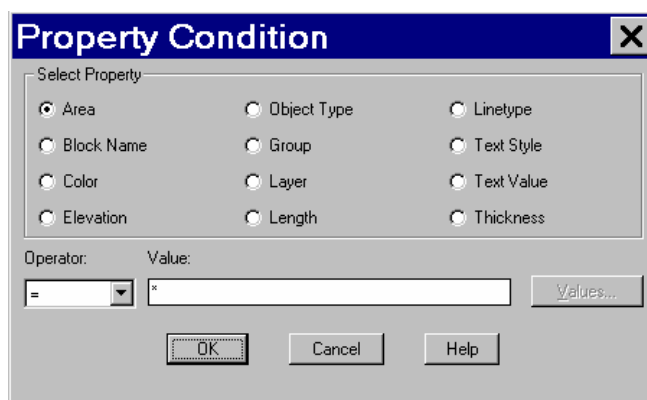 Property Condition
Select Property
Area Object Type Linetype
Block Name Group Text Style
Color Layer Text Value
Elevation Length Thickness
Operator: Value:
= * Values...
OK Cancel Help